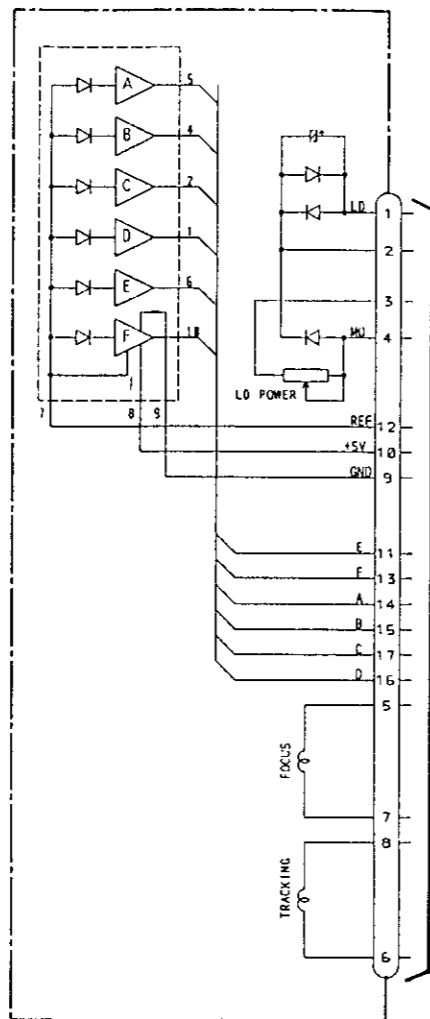 A 5
B 4
C 2
D 1
E 6
F 10
7 8 9
+
LD 1
2
3
MD 4
LD POWER
REF 12
+5V 10
GND 9
E 11
F 13
A 14
B 15
C 17
D 16
5
FOCUS
7
8
TRACKING
6